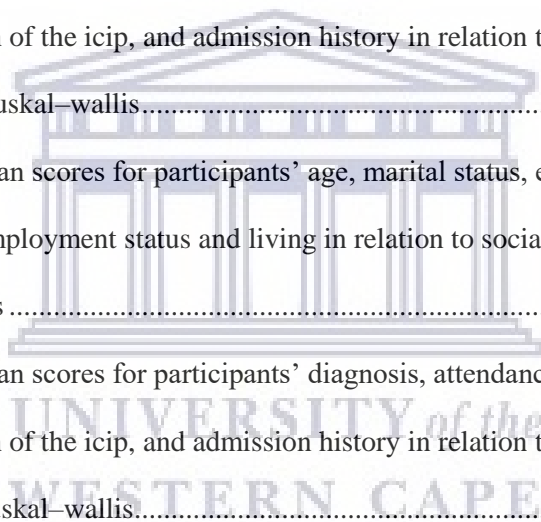 of the icip, and admission history in relation t
uskal–wallis..........................................................
an scores for participants’ age, marital status, e
mployment status and living in relation to social
s ..........................................................................
an scores for participants’ diagnosis, attendanc
UNIVERSITY of the
of the icip, and admission history in relation t
WESTERN CAPE
uskal–wallis..........................................................